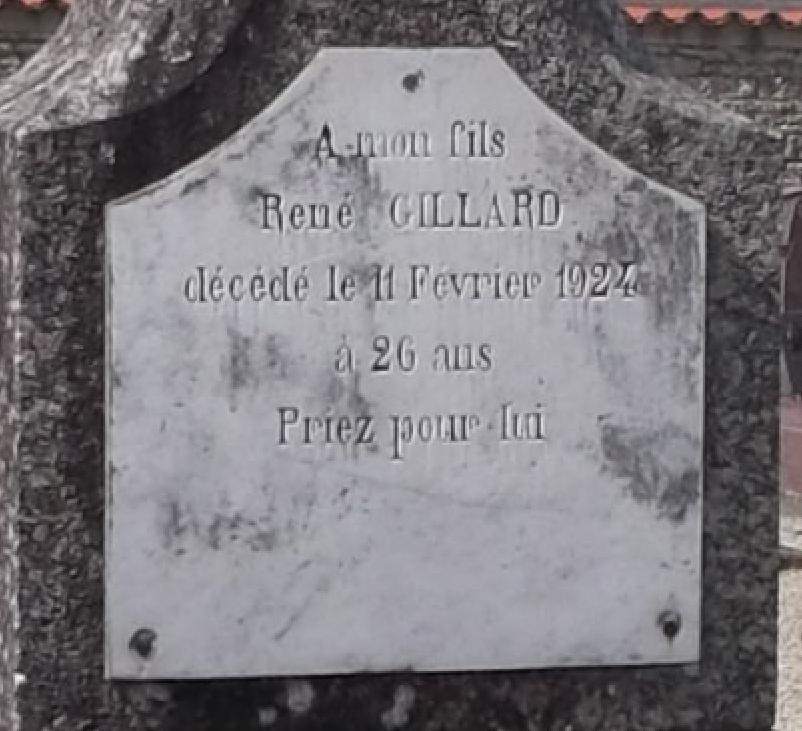 A mon fils
René GILLARD
décédé le 11 Février 1924
à 26 ans
Priez pour lui